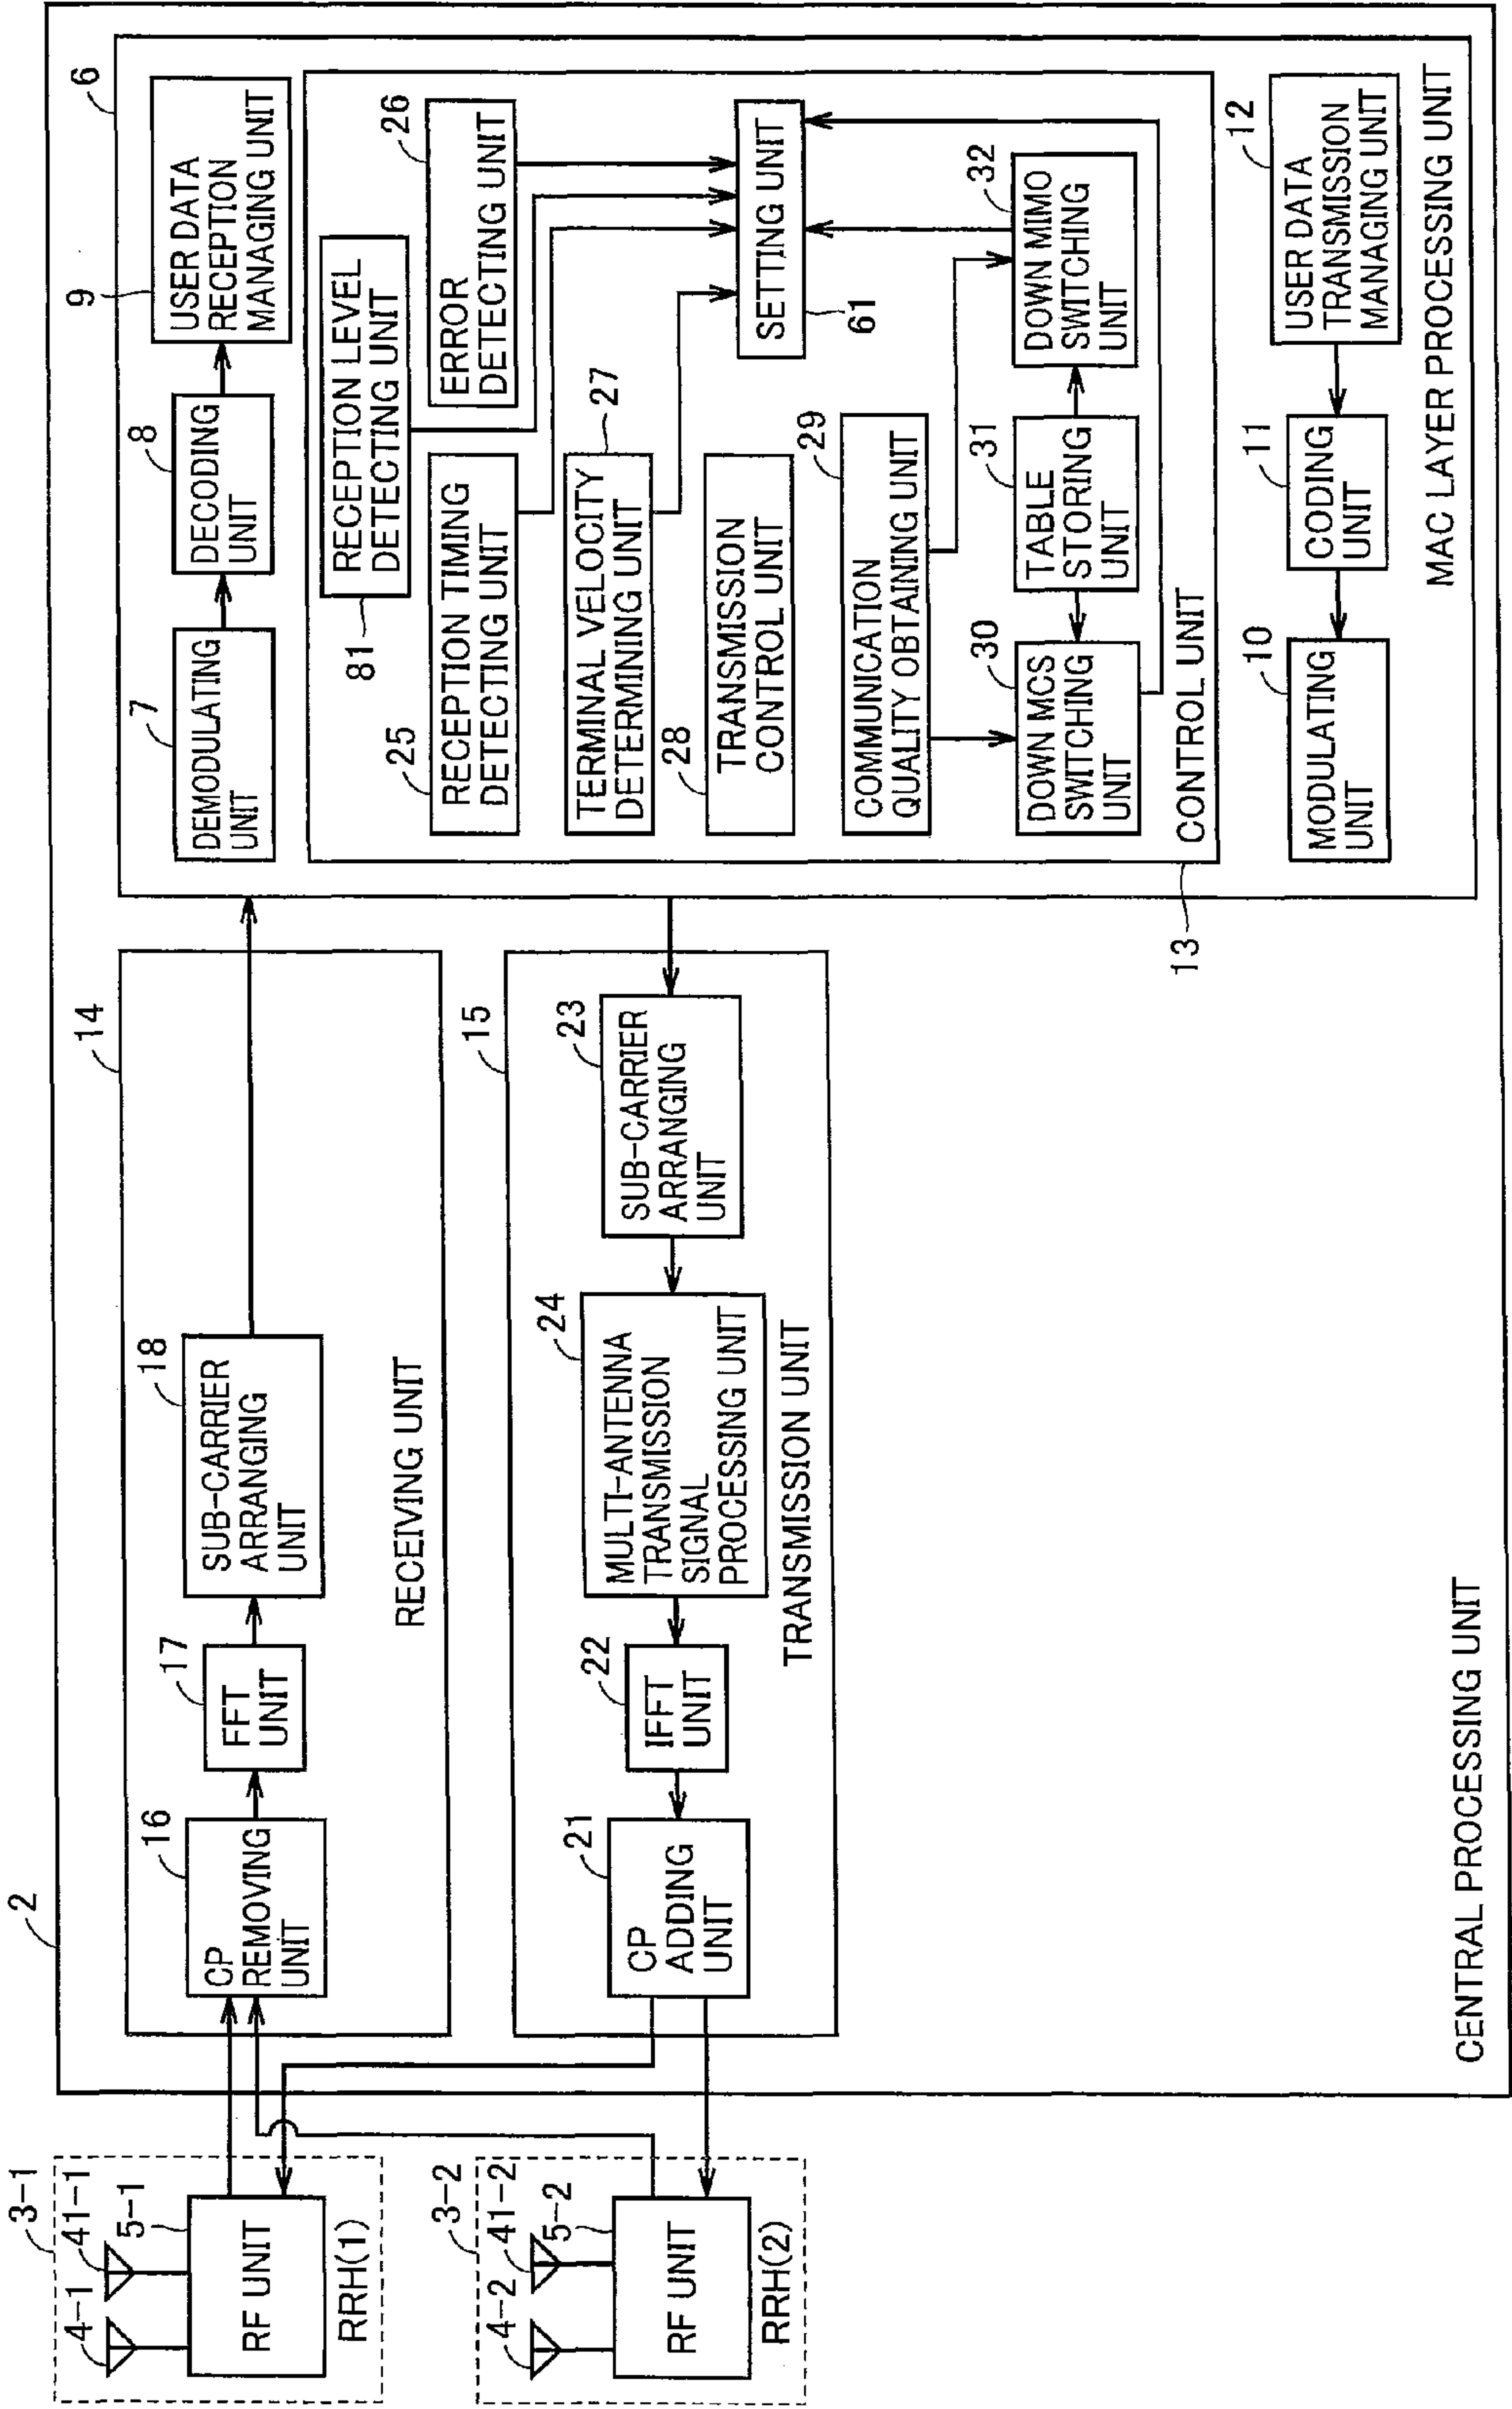 2
3-1
4-1
41-1
5-1
RF UNIT
RRH(1)
3-2
4-2
41-2
5-2
RF UNIT
RRH(2)
14
16
CP
REMOVING
UNIT
17
FFT
UNIT
18
SUB-CARRIER
ARRANGING
UNIT
RECEIVING UNIT
15
21
CP
ADDING
UNIT
22
IFFT
UNIT
24
MULTI-ANTENNA
TRANSMISSION
SIGNAL
PROCESSING UNIT
23
SUB-CARRIER
ARRANGING
UNIT
TRANSMISSION UNIT
CENTRAL PROCESSING UNIT
6
7
DEMODULATING
UNIT
8
DECODING
UNIT
9
USER DATA
RECEPTION
MANAGING UNIT
81
RECEPTION LEVEL
DETECTING UNIT
25
RECEPTION TIMING
DETECTING UNIT
26
ERROR
DETECTING UNIT
27
TERMINAL VELOCITY
DETERMINING UNIT
28
TRANSMISSION
CONTROL UNIT
SETTING UNIT
61
29
COMMUNICATION
QUALITY OBTAINING UNIT
30
DOWN MCS
SWITCHING
UNIT
31
TABLE
STORING
UNIT
32
DOWN MIMO
SWITCHING
UNIT
CONTROL UNIT
13
10
MODULATING
UNIT
11
CODING
UNIT
12
USER DATA
TRANSMISSION
MANAGING UNIT
MAC LAYER PROCESSING UNIT